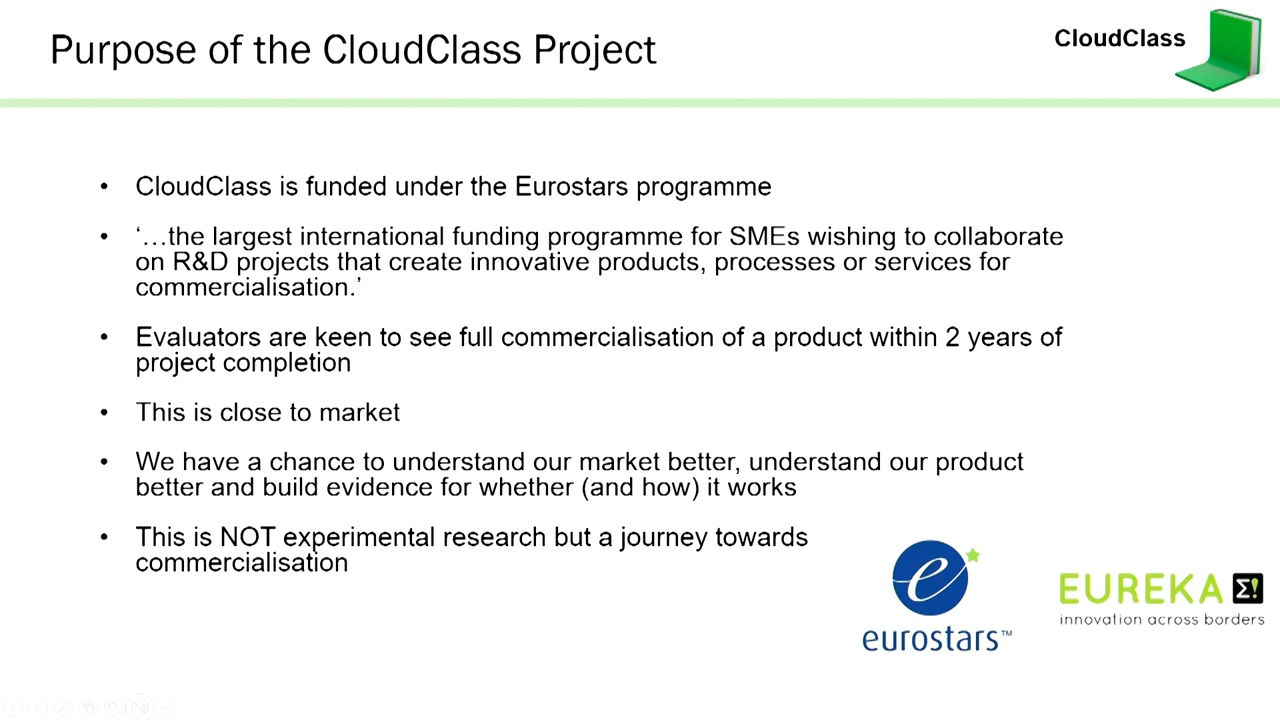 Purpose of the CloudClass Project
CloudClass
• CloudClass is funded under the Eurostars programme
• ‘…the largest international funding programme for SMEs wishing to collaborate
on R&D projects that create innovative products, processes or services for
commercialisation.’
• Evaluators are keen to see full commercialisation of a product within 2 years of
project completion
• This is close to market
• We have a chance to understand our market better, understand our product
better and build evidence for whether (and how) it works
• This is NOT experimental research but a journey towards
commercialisation
e
eurostars™
EUREKA Σ!
innovation across borders